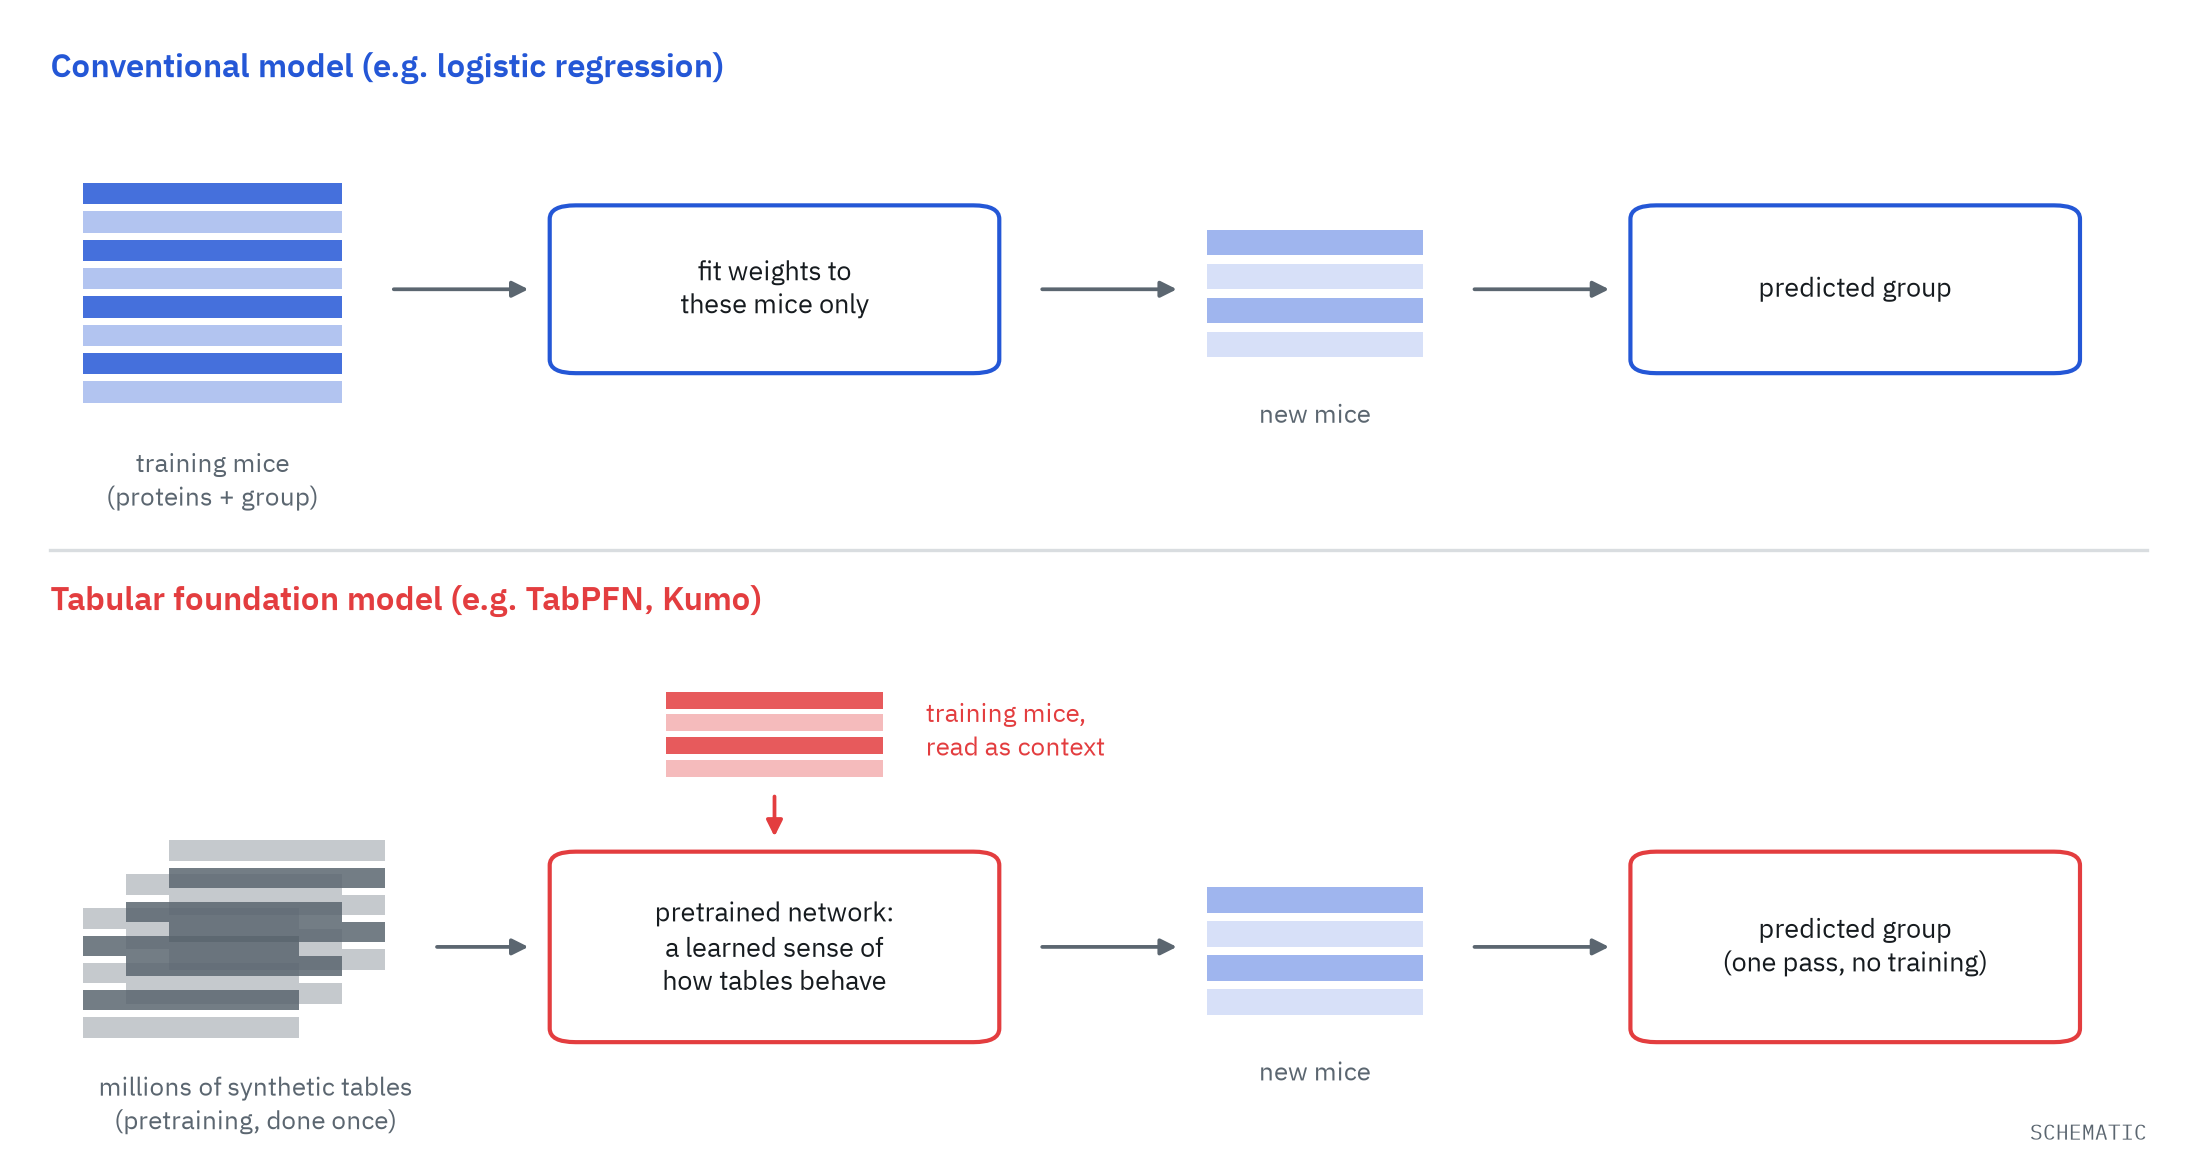 Conventional model (e.g. logistic regression)
fit weights to
these mice only
predicted group
new mice
training mice
(proteins + group)
Tabular foundation model (e.g. TabPFN, Kumo)
training mice,
read as context
pretrained network:
a learned sense of
how tables behave
predicted group
(one pass, no training)
new mice
millions of synthetic tables
(pretraining, done once)
SCHEMATIC